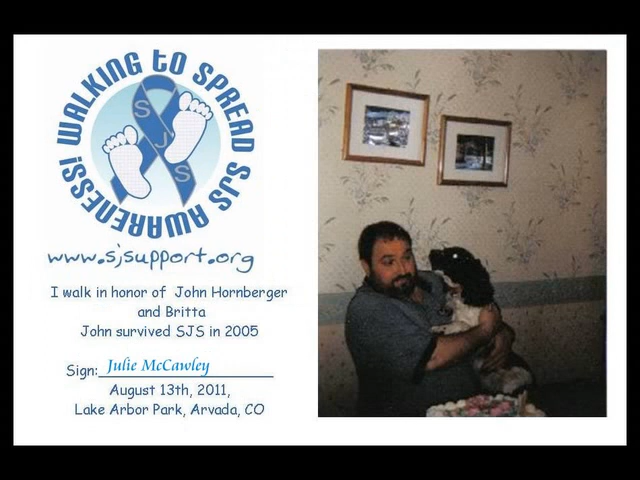 WALKING tO SPREAD SJS AWARENESS!
SJS
www.sjsupport.org
I walk in honor of John Hornberger
and Britta
John survived SJS in 2005
Sign: Julie McCawley
August 13th, 2011,
Lake Arbor Park, Arvada, CO